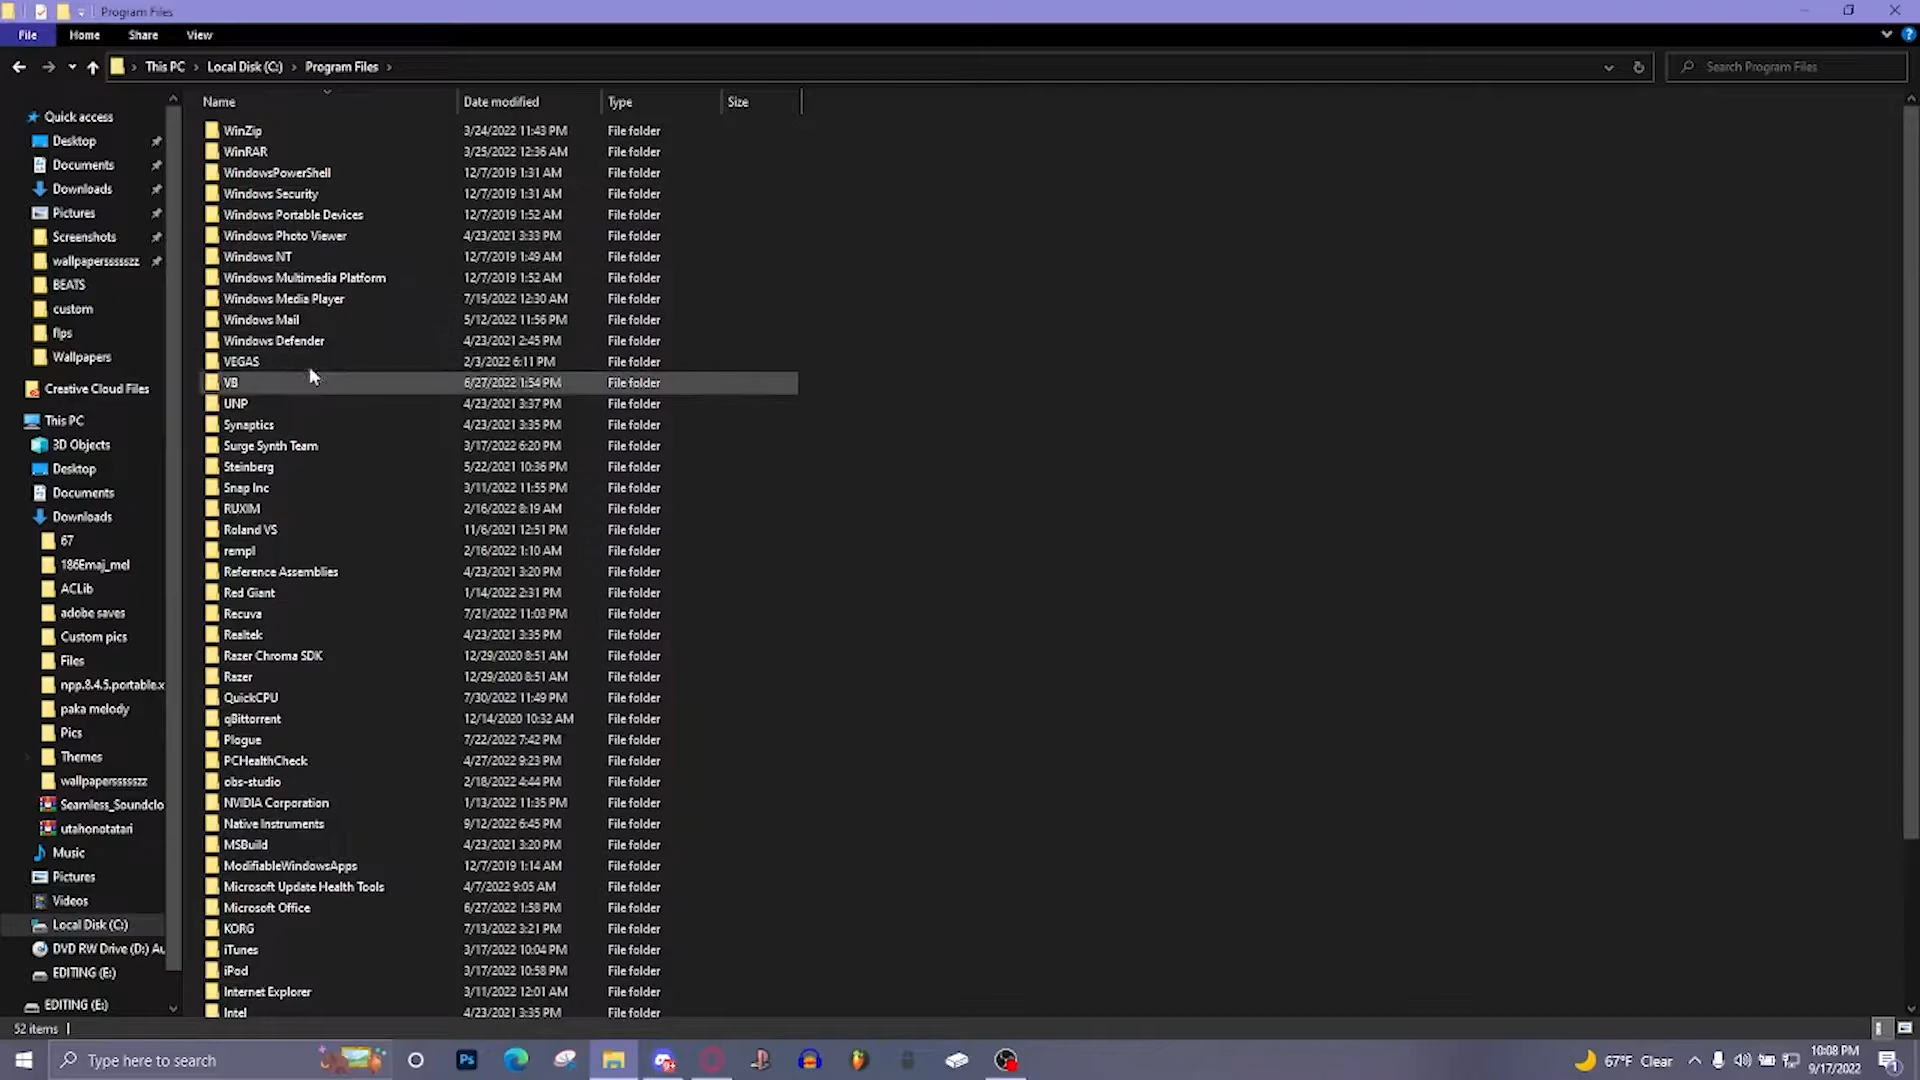 Program Files
File Home Share View
This PC Local Disk (C:) Program Files
Search Program Files
Name Date modified Type Size
Quick access
Desktop
Documents
Downloads
Pictures
Screenshots
wallpapersssssszz
BEATS
custom
flps
Wallpapers
Creative Cloud Files
This PC
3D Objects
Desktop
Documents
Downloads
67
186Emaj_mel
ACLib
adobe saves
Custom pics
Files
npp.8.4.5.portable.x
paka melody
Pics
Themes
wallpapersssssszz
Seamless_Soundclo
utahonotatari
Music
Pictures
Videos
Local Disk (C:)
DVD RW Drive (D:) Au
EDITING (E:)
EDITING (E:)
WinZip 3/24/2022 11:43 PM File folder
WinRAR 3/25/2022 12:36 AM File folder
WindowsPowerShell 12/7/2019 1:31 AM File folder
Windows Security 12/7/2019 1:31 AM File folder
Windows Portable Devices 12/7/2019 1:52 AM File folder
Windows Photo Viewer 4/23/2021 3:33 PM File folder
Windows NT 12/7/2019 1:49 AM File folder
Windows Multimedia Platform 12/7/2019 1:52 AM File folder
Windows Media Player 7/15/2022 12:30 AM File folder
Windows Mail 5/12/2022 11:56 PM File folder
Windows Defender 4/23/2021 2:45 PM File folder
VEGAS 2/3/2022 6:11 PM File folder
VB 6/27/2022 1:54 PM File folder
UNP 4/23/2021 3:37 PM File folder
Synaptics 4/23/2021 3:35 PM File folder
Surge Synth Team 3/17/2022 6:20 PM File folder
Steinberg 5/22/2021 10:36 PM File folder
Snap Inc 3/11/2022 11:55 PM File folder
RUXIM 2/16/2022 8:19 AM File folder
Roland VS 11/6/2021 12:51 PM File folder
rempl 2/16/2022 1:10 AM File folder
Reference Assemblies 4/23/2021 3:20 PM File folder
Red Giant 1/14/2022 2:31 PM File folder
Recuva 7/21/2022 11:03 PM File folder
Realtek 4/23/2021 3:35 PM File folder
Razer Chroma SDK 12/29/2020 8:51 AM File folder
Razer 12/29/2020 8:51 AM File folder
QuickCPU 7/30/2022 11:49 PM File folder
qBittorrent 12/14/2020 10:32 AM File folder
Plogue 7/22/2022 7:42 PM File folder
PCHealthCheck 4/27/2022 9:23 PM File folder
obs-studio 2/18/2022 4:44 PM File folder
NVIDIA Corporation 1/13/2022 11:35 PM File folder
Native Instruments 9/12/2022 6:45 PM File folder
MSBuild 4/23/2021 3:20 PM File folder
ModifiableWindowsApps 12/7/2019 1:14 AM File folder
Microsoft Update Health Tools 4/7/2022 9:05 AM File folder
Microsoft Office 6/27/2022 1:58 PM File folder
KORG 7/13/2022 3:21 PM File folder
iTunes 3/17/2022 10:04 PM File folder
iPod 3/17/2022 10:58 PM File folder
Internet Explorer 3/11/2022 12:01 AM File folder
Intel 4/23/2021 3:35 PM File folder
52 items
Type here to search
Ps
67°F Clear
10:08 PM
9/17/2022